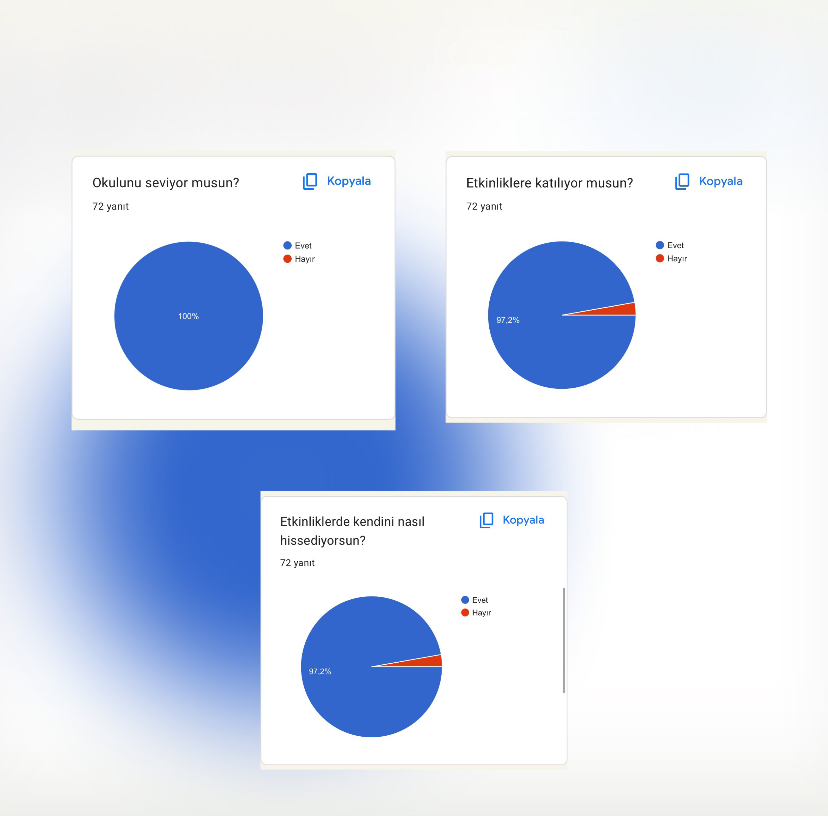 Okulunu seviyor musun?
Kopyala
72 yanıt
Evet
Hayır
100%
Etkinliklere katılıyor musun?
Kopyala
72 yanıt
Evet
Hayır
97,2%
Etkinliklerde kendini nasıl
hissediyorsun?
Kopyala
72 yanıt
Evet
Hayır
97,2%